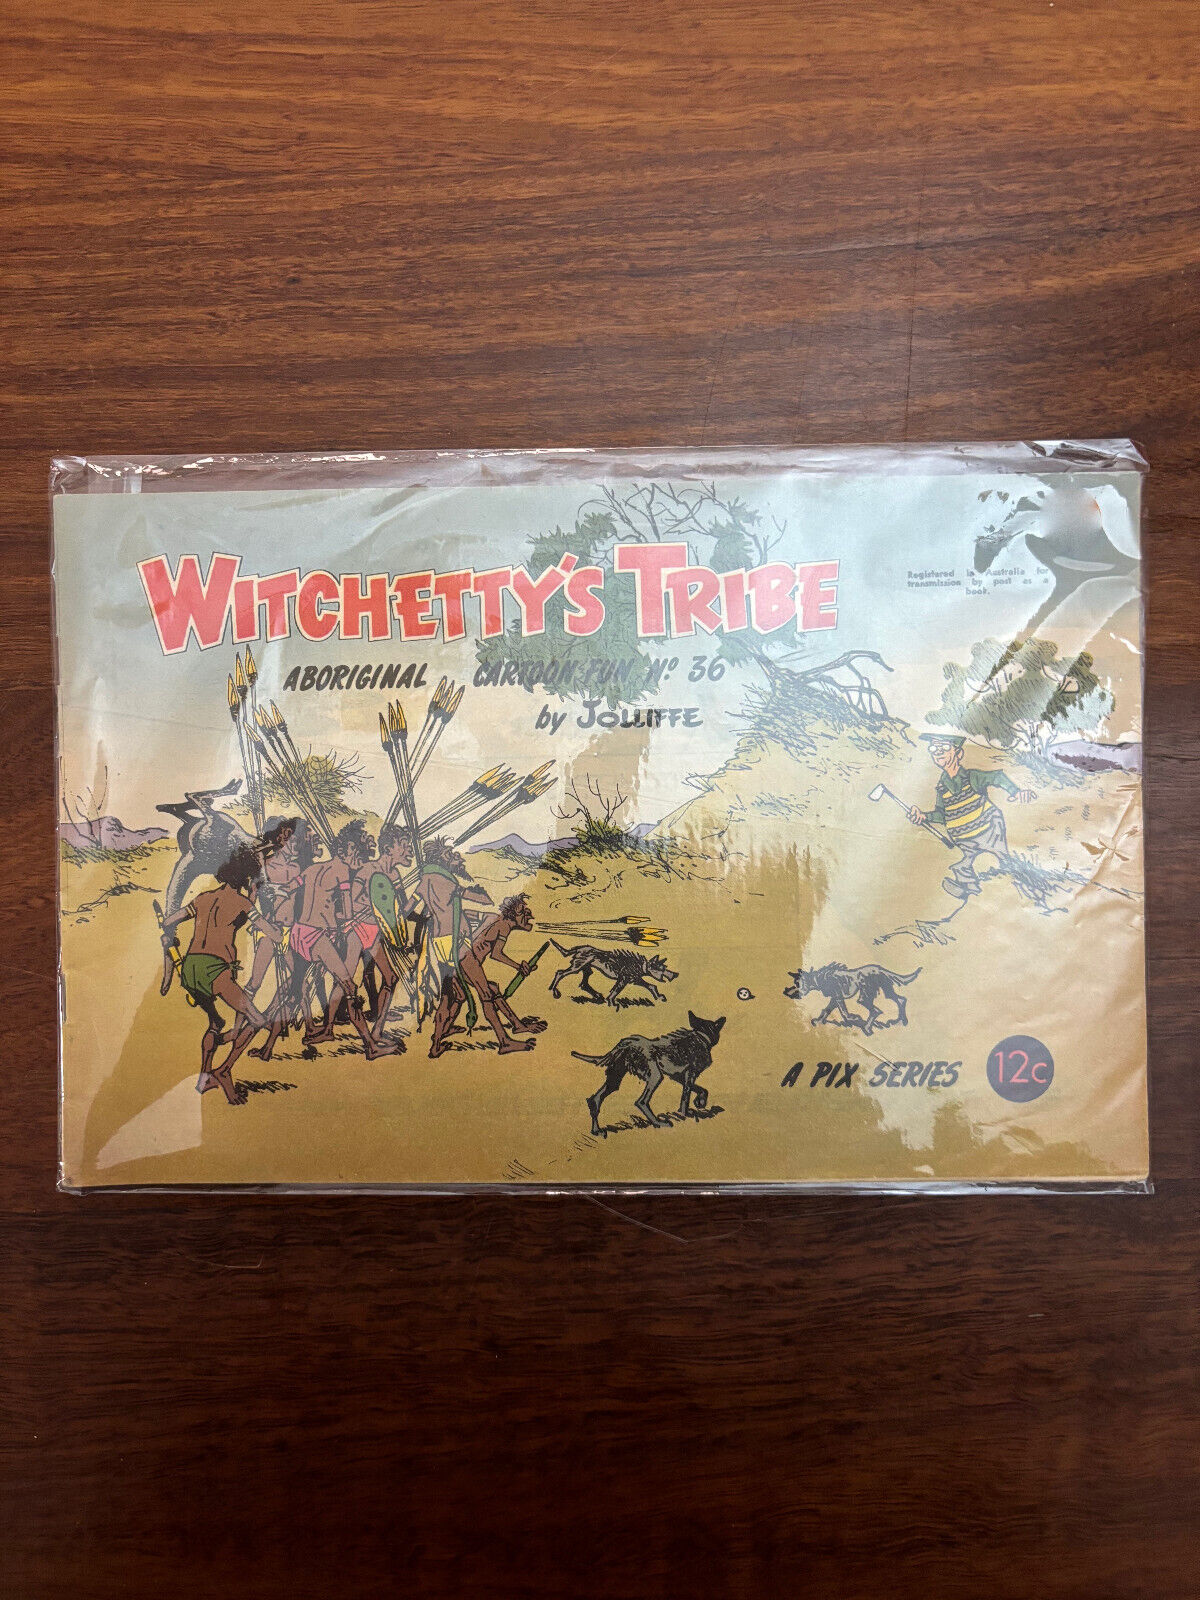 WITCHETTY'S TRIBE
ABORIGINAL CARTOON FUN. Nº 36
by JOLLIFFE
Registered in Australia for
transmission by post as a
book.
A PIX SERIES 12c